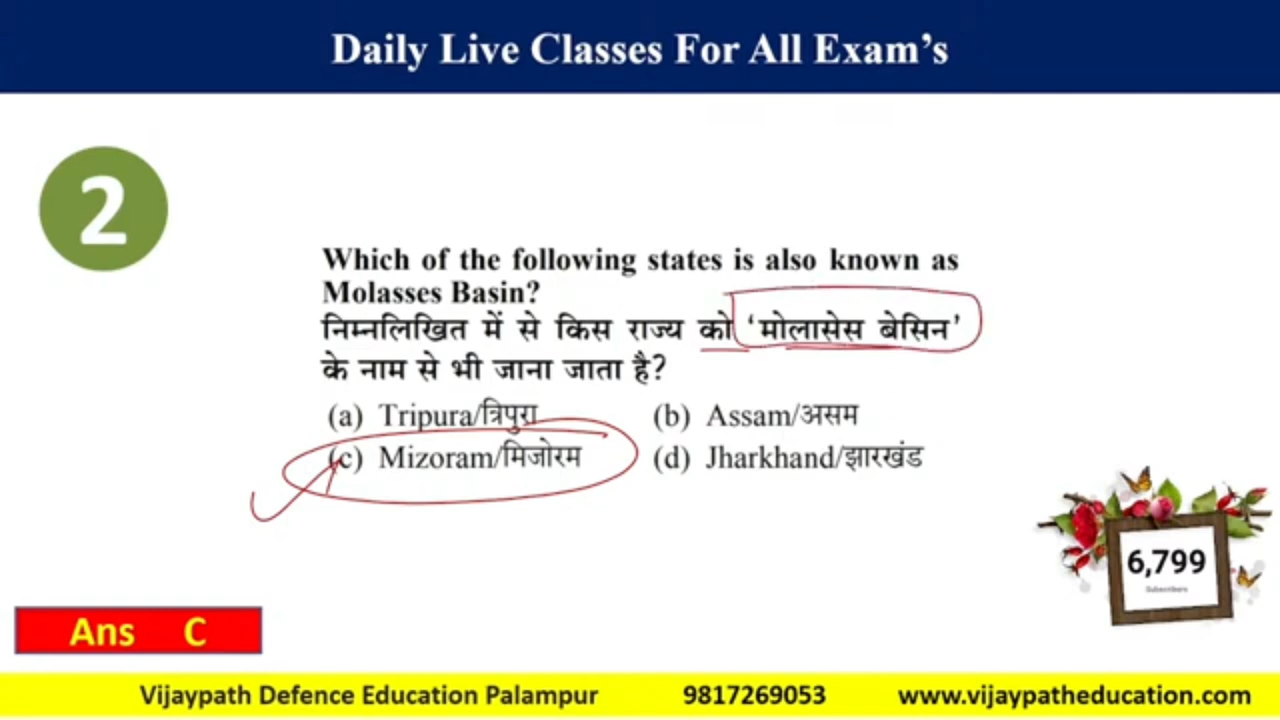 Daily Live Classes For All Exam's
2
Which of the following states is also known as
Molasses Basin?
निम्नलिखित में से किस राज्य को ‘मोलासेस बेसिन’
के नाम से भी जाना जाता है?
(a) Tripura/त्रिपुरा (b) Assam/असम
(c) Mizoram/मिजोरम (d) Jharkhand/झारखंड
6,799
Subscribers
Ans C
Vijaypath Defence Education Palampur 9817269053 www.vijaypatheducation.com